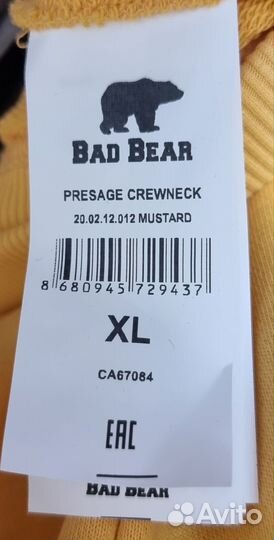 BAD BEAR
PRESAGE CREWNECK
20.02.12.012 MUSTARD
8 680945 729437
XL
CA67084
EAC
BAD BEAR
Avito